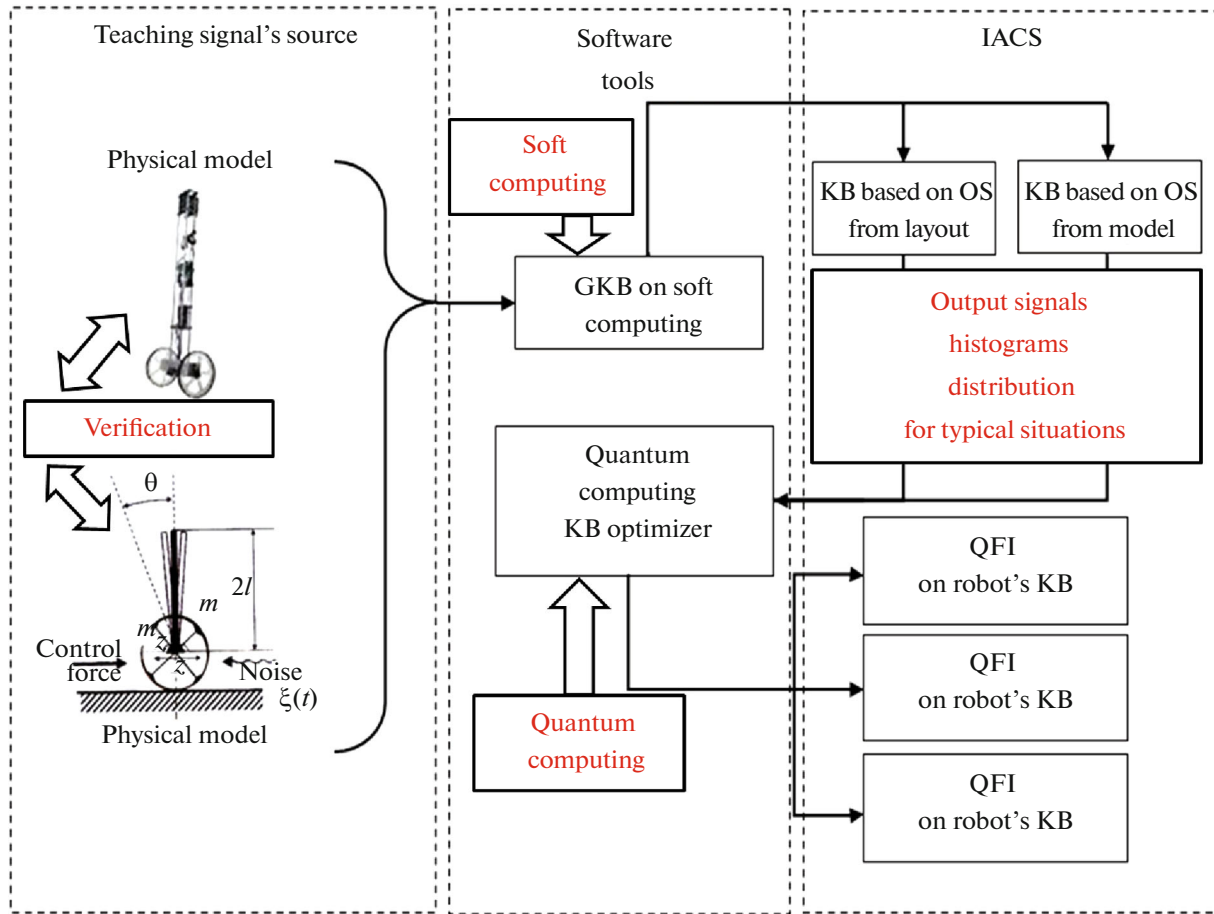 Teaching signal's source
Physical model
Verification
θ
2l
m
m
z
z
Control
force
Noise
ξ(t)
Physical model
Software
tools
Soft
computing
GKB on soft
computing
Quantum
computing
KB optimizer
Quantum
computing
IACS
KB based on OS
from layout
KB based on OS
from model
Output signals
histograms
distribution
for typical situations
QFI
on robot's KB
QFI
on robot's KB
QFI
on robot's KB